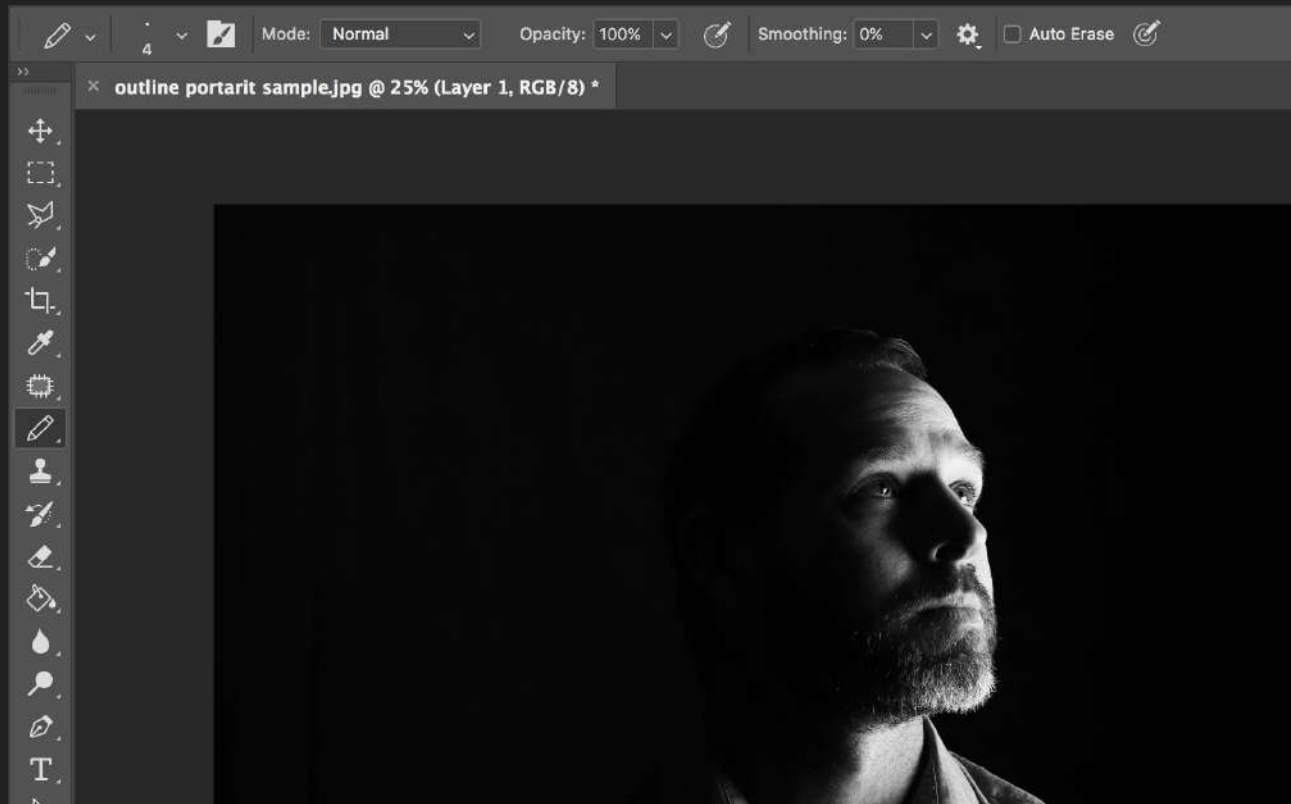 4 Mode: Normal Opacity: 100% Smoothing: 0% Auto Erase
× outline portarit sample.jpg @ 25% (Layer 1, RGB/8) *
T